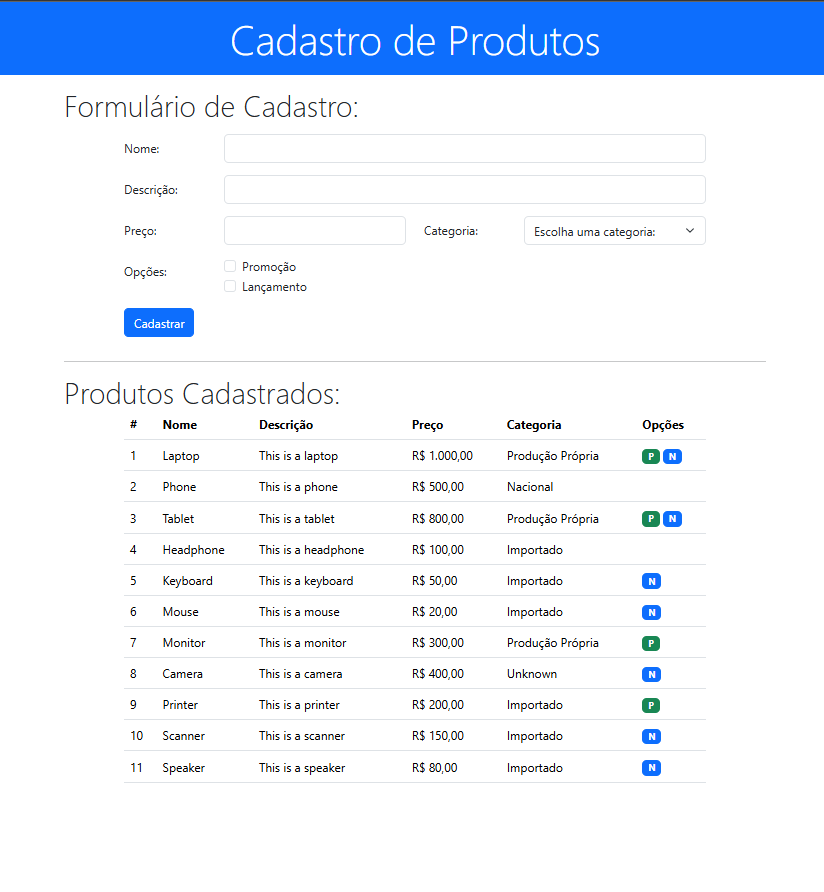 Cadastro de Produtos
Formulário de Cadastro:
Nome:
Descrição:
Preço: Categoria: Escolha uma categoria:
Opções: Promoção
Lançamento
Cadastrar
Produtos Cadastrados:
# Nome Descrição Preço Categoria Opções
1 Laptop This is a laptop R$ 1.000,00 Produção Própria P N
2 Phone This is a phone R$ 500,00 Nacional
3 Tablet This is a tablet R$ 800,00 Produção Própria P N
4 Headphone This is a headphone R$ 100,00 Importado
5 Keyboard This is a keyboard R$ 50,00 Importado N
6 Mouse This is a mouse R$ 20,00 Importado N
7 Monitor This is a monitor R$ 300,00 Produção Própria P
8 Camera This is a camera R$ 400,00 Unknown N
9 Printer This is a printer R$ 200,00 Importado P
10 Scanner This is a scanner R$ 150,00 Importado N
11 Speaker This is a speaker R$ 80,00 Importado N